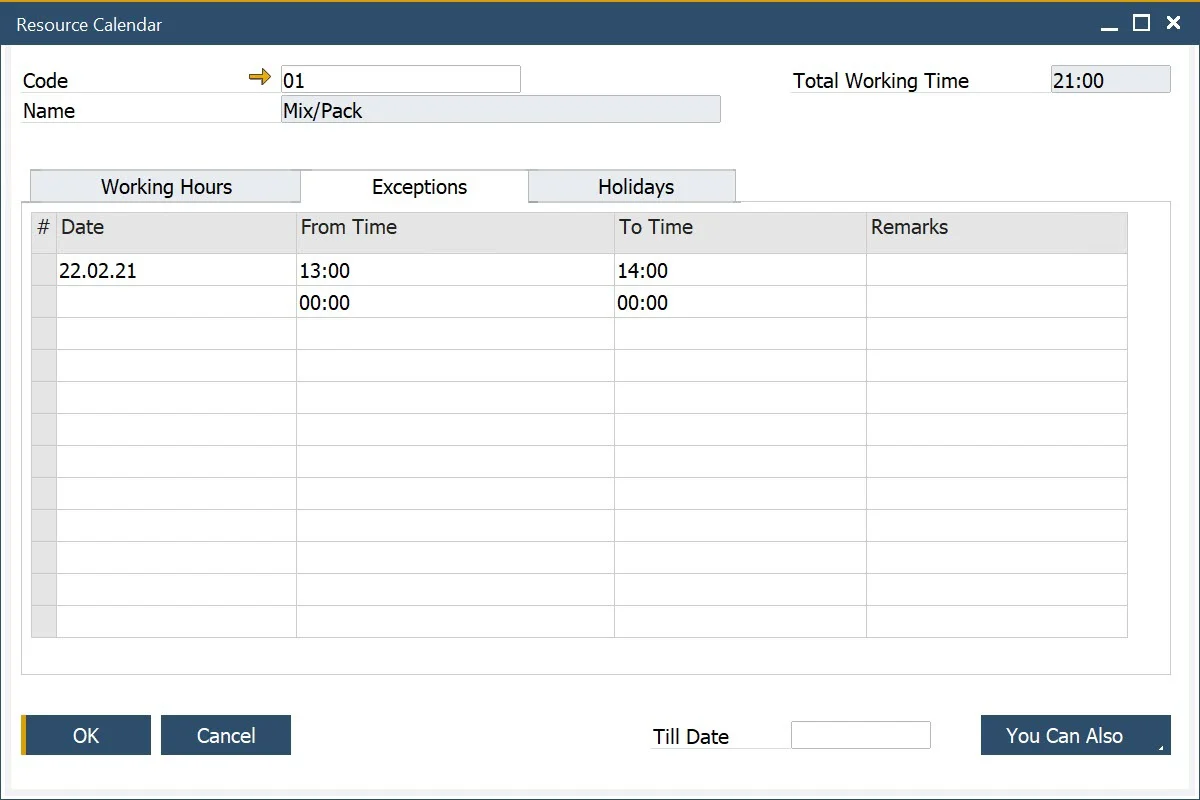 Resource Calendar
Code 01 Total Working Time 21:00
Name Mix/Pack
Working Hours Exceptions Holidays
# Date From Time To Time Remarks
22.02.21 13:00 14:00
00:00 00:00
OK Cancel Till Date You Can Also